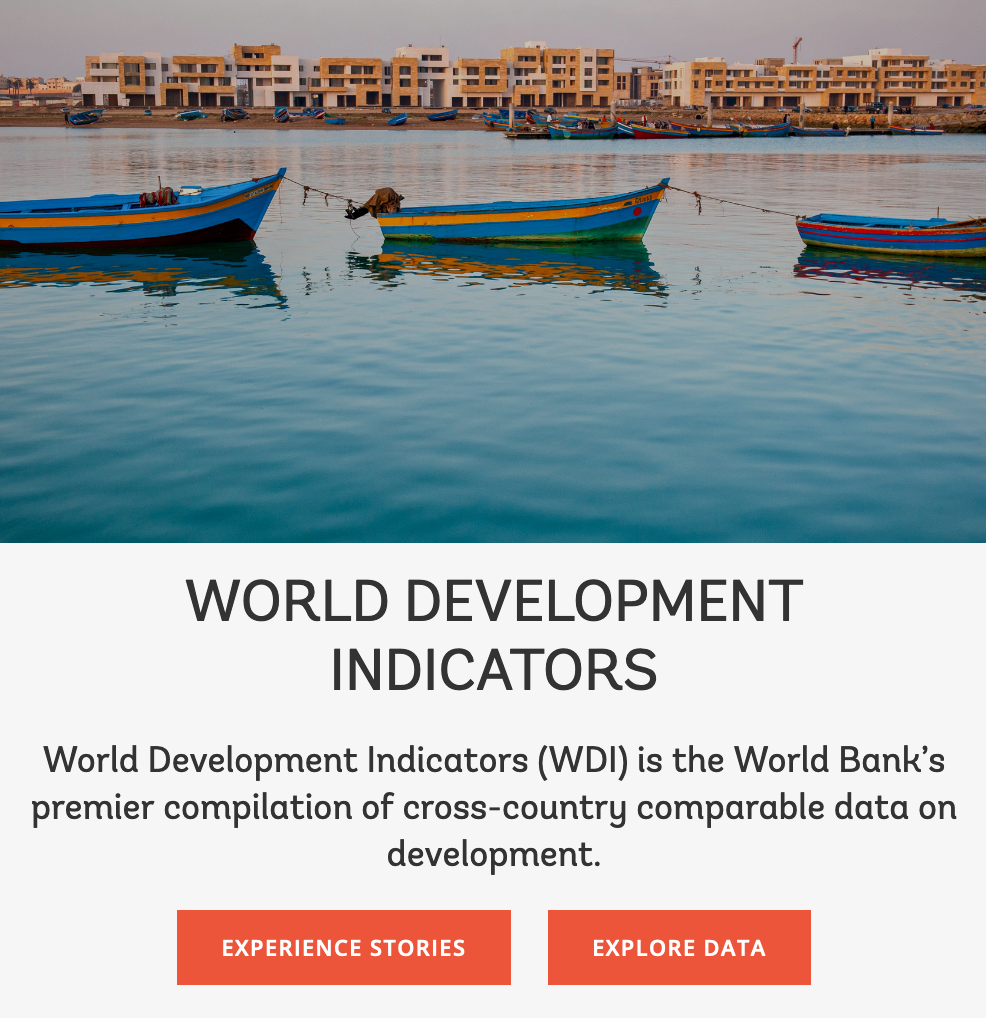 WORLD DEVELOPMENT
INDICATORS
World Development Indicators (WDI) is the World Bank’s
premier compilation of cross-country comparable data on
development.
EXPERIENCE STORIES
EXPLORE DATA